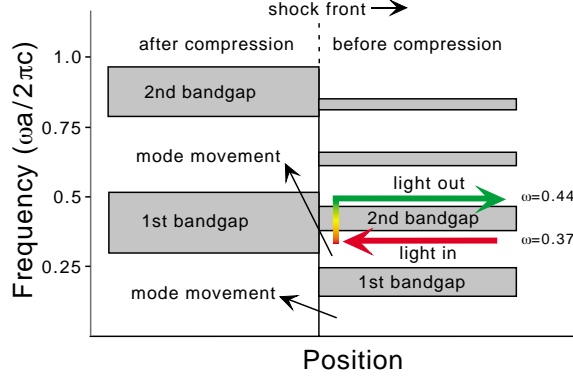 shock front
after compression
before compression
1.0
2nd bandgap
0.75
mode movement
light out
ω=0.44
0.5
1st bandgap
2nd bandgap
ω=0.37
light in
0.25
1st bandgap
mode movement
Frequency (ωa/2πc)
Position